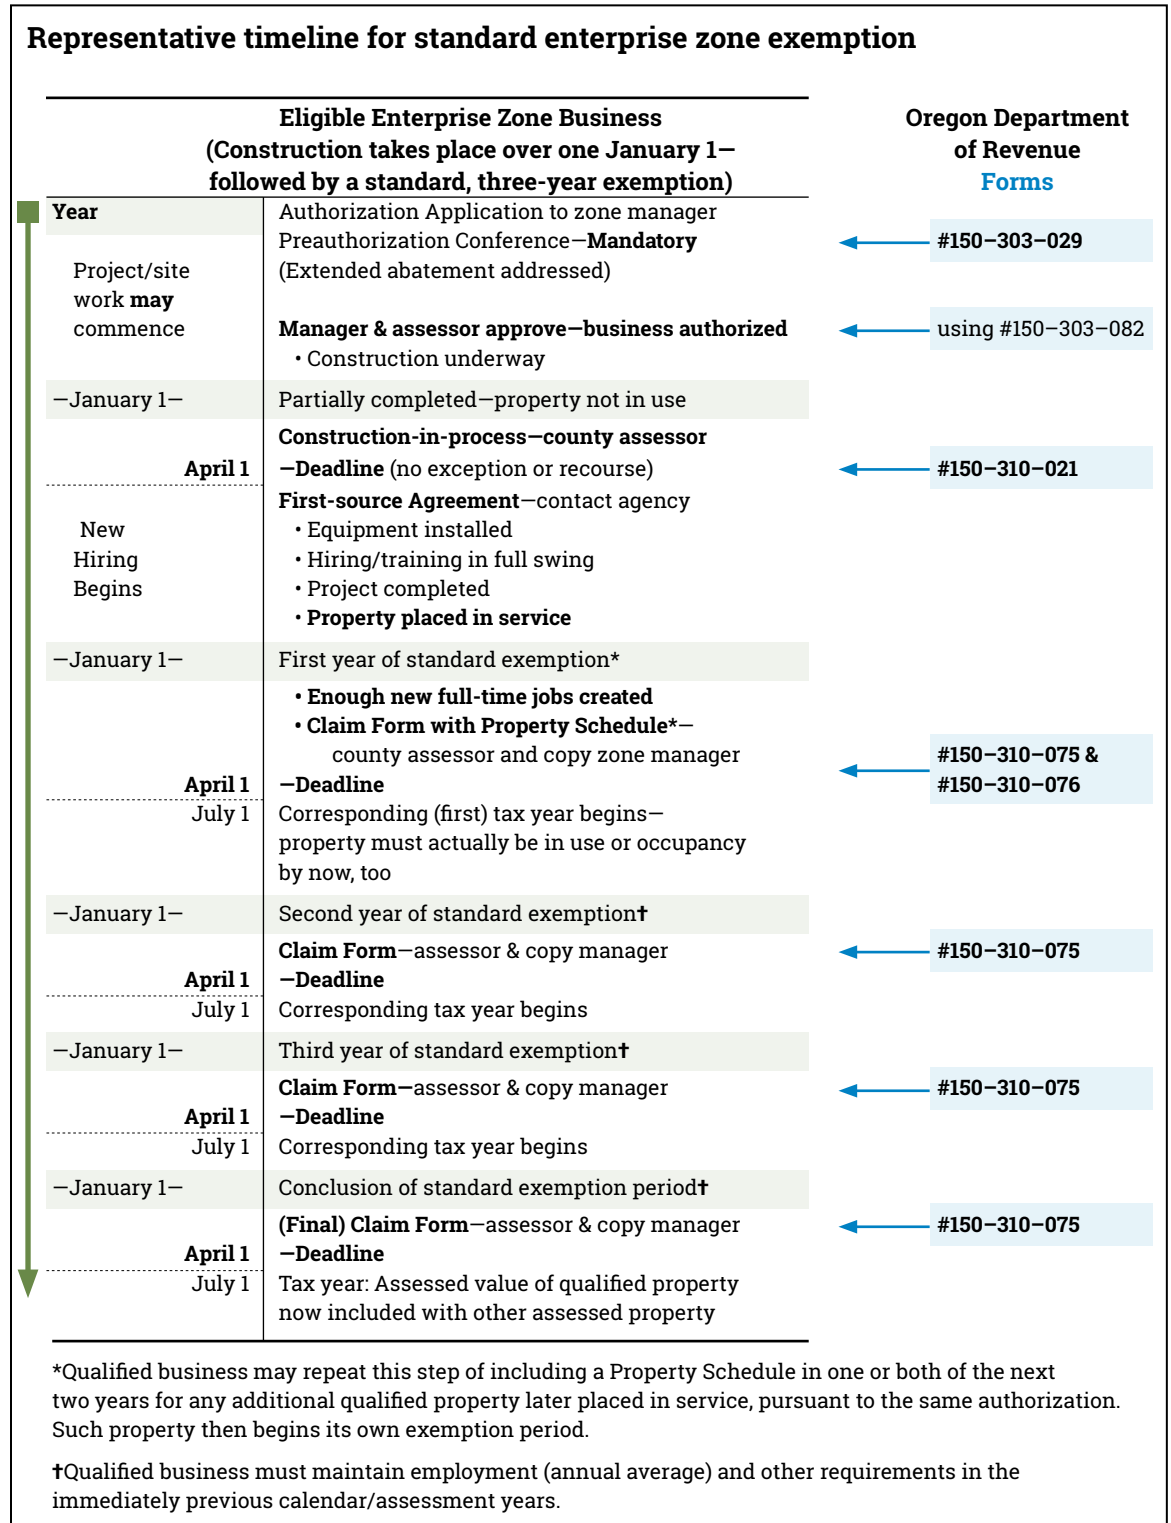 Representative timeline for standard enterprise zone exemption
Eligible Enterprise Zone Business
(Construction takes place over one January 1—
followed by a standard, three-year exemption)
Oregon Department
of Revenue
Forms
Year
Authorization Application to zone manager
Preauthorization Conference—Mandatory
#150–303–029
(Extended abatement addressed)
Project/site
work may
commence
Manager & assessor approve—business authorized
using #150–303–082
• Construction underway
—January 1—
Partially completed—property not in use
Construction-in-process—county assessor
April 1
—Deadline (no exception or recourse)
#150–310–021
First-source Agreement—contact agency
New
Hiring
Begins
• Equipment installed
• Hiring/training in full swing
• Project completed
• Property placed in service
—January 1—
First year of standard exemption*
• Enough new full-time jobs created
• Claim Form with Property Schedule*—
county assessor and copy zone manager
April 1
—Deadline
#150–310–075 &
#150–310–076
July 1
Corresponding (first) tax year begins—
property must actually be in use or occupancy
by now, too
—January 1—
Second year of standard exemption†
Claim Form—assessor & copy manager
#150–310–075
April 1
—Deadline
July 1
Corresponding tax year begins
—January 1—
Third year of standard exemption†
Claim Form—assessor & copy manager
#150–310–075
April 1
—Deadline
July 1
Corresponding tax year begins
—January 1—
Conclusion of standard exemption period†
(Final) Claim Form—assessor & copy manager
#150–310–075
April 1
—Deadline
July 1
Tax year: Assessed value of qualified property
now included with other assessed property
*Qualified business may repeat this step of including a Property Schedule in one or both of the next
two years for any additional qualified property later placed in service, pursuant to the same authorization.
Such property then begins its own exemption period.
†Qualified business must maintain employment (annual average) and other requirements in the
immediately previous calendar/assessment years.